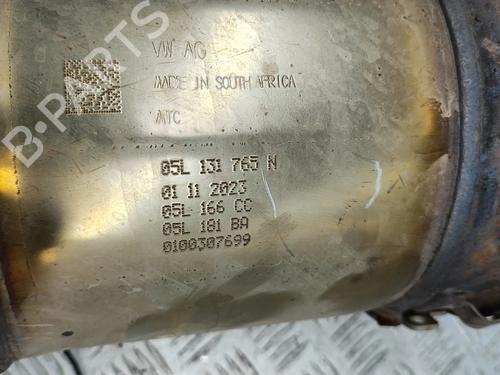 B-PARTS
VW AG
MADE IN SOUTH AFRICA
ATC
05L 131 765 N
01 11 2023
05L 166 CC
05L 181 BA
0100307699
B-PARTS